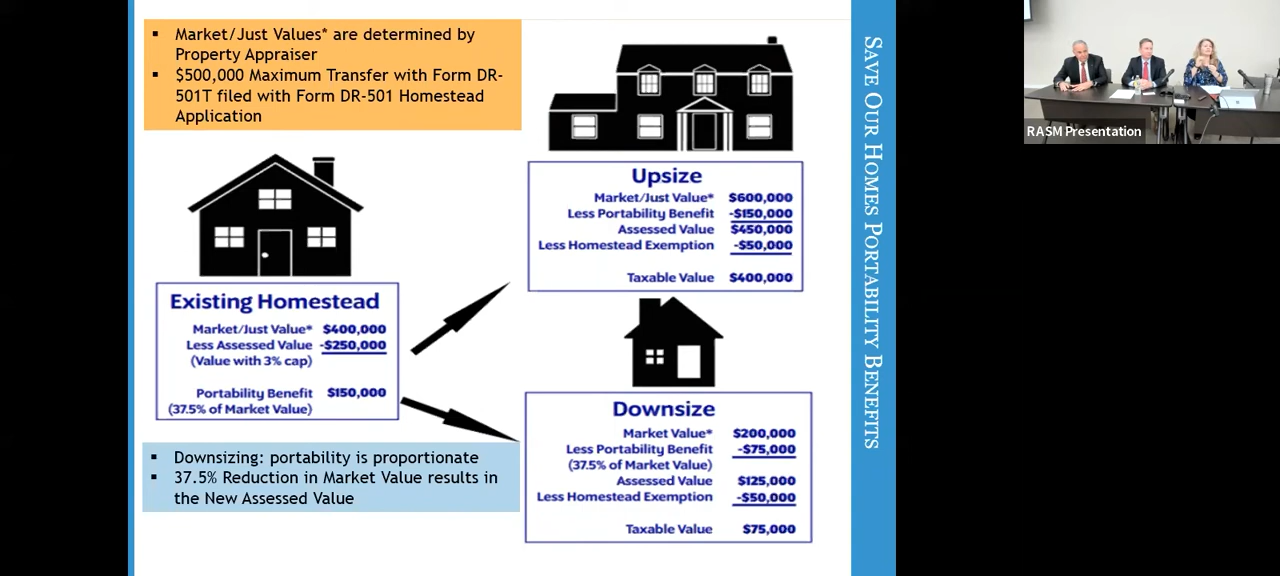 ▪ Market/Just Values* are determined by
Property Appraiser
▪ $500,000 Maximum Transfer with Form DR-
501T filed with Form DR-501 Homestead
Application
Existing Homestead
Market/Just Value* $400,000
Less Assessed Value -$250,000
(Value with 3% cap)
Portability Benefit $150,000
(37.5% of Market Value)
▪ Downsizing: portability is proportionate
▪ 37.5% Reduction in Market Value results in
the New Assessed Value
Upsize
Market/Just Value* $600,000
Less Portability Benefit -$150,000
Assessed Value $450,000
Less Homestead Exemption -$50,000
Taxable Value $400,000
Downsize
Market Value* $200,000
Less Portability Benefit -$75,000
(37.5% of Market Value)
Assessed Value $125,000
Less Homestead Exemption -$50,000
Taxable Value $75,000
SAVE OUR HOMES PORTABILITY BENEFITS
RASM Presentation